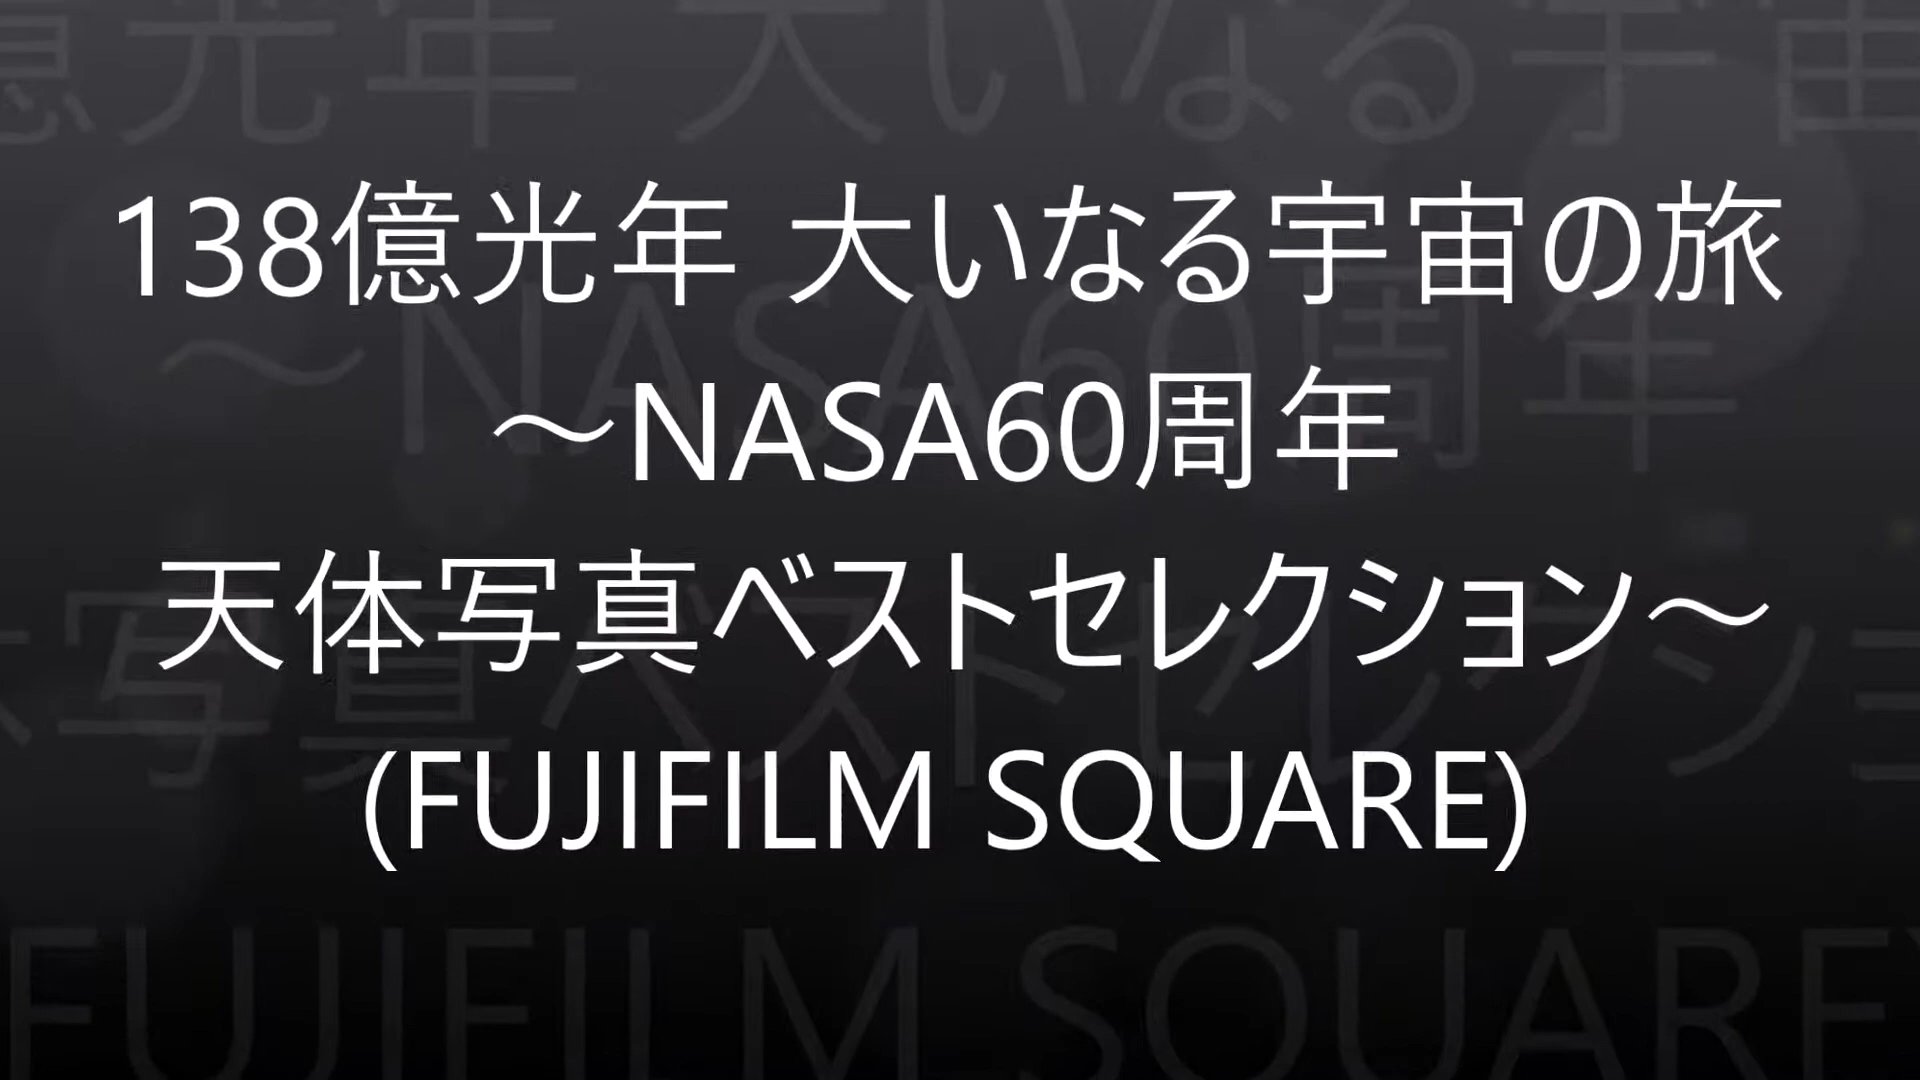 138億光年 大いなる宇宙の旅
～NASA60周年
天体写真ベストセレクション～
(FUJIFILM SQUARE)